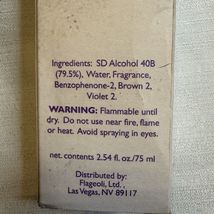 Ingredients: SD Alcohol 40B
(79.5%), Water, Fragrance,
Benzophenone-2, Brown 2,
Violet 2.
WARNING: Flammable until
dry. Do not use near fire, flame
or heat. Avoid spraying in eyes.
net contents 2.54 fl. oz./75 ml
Distributed by:
Flageoli, Ltd.,
Las Vegas, NV 89117